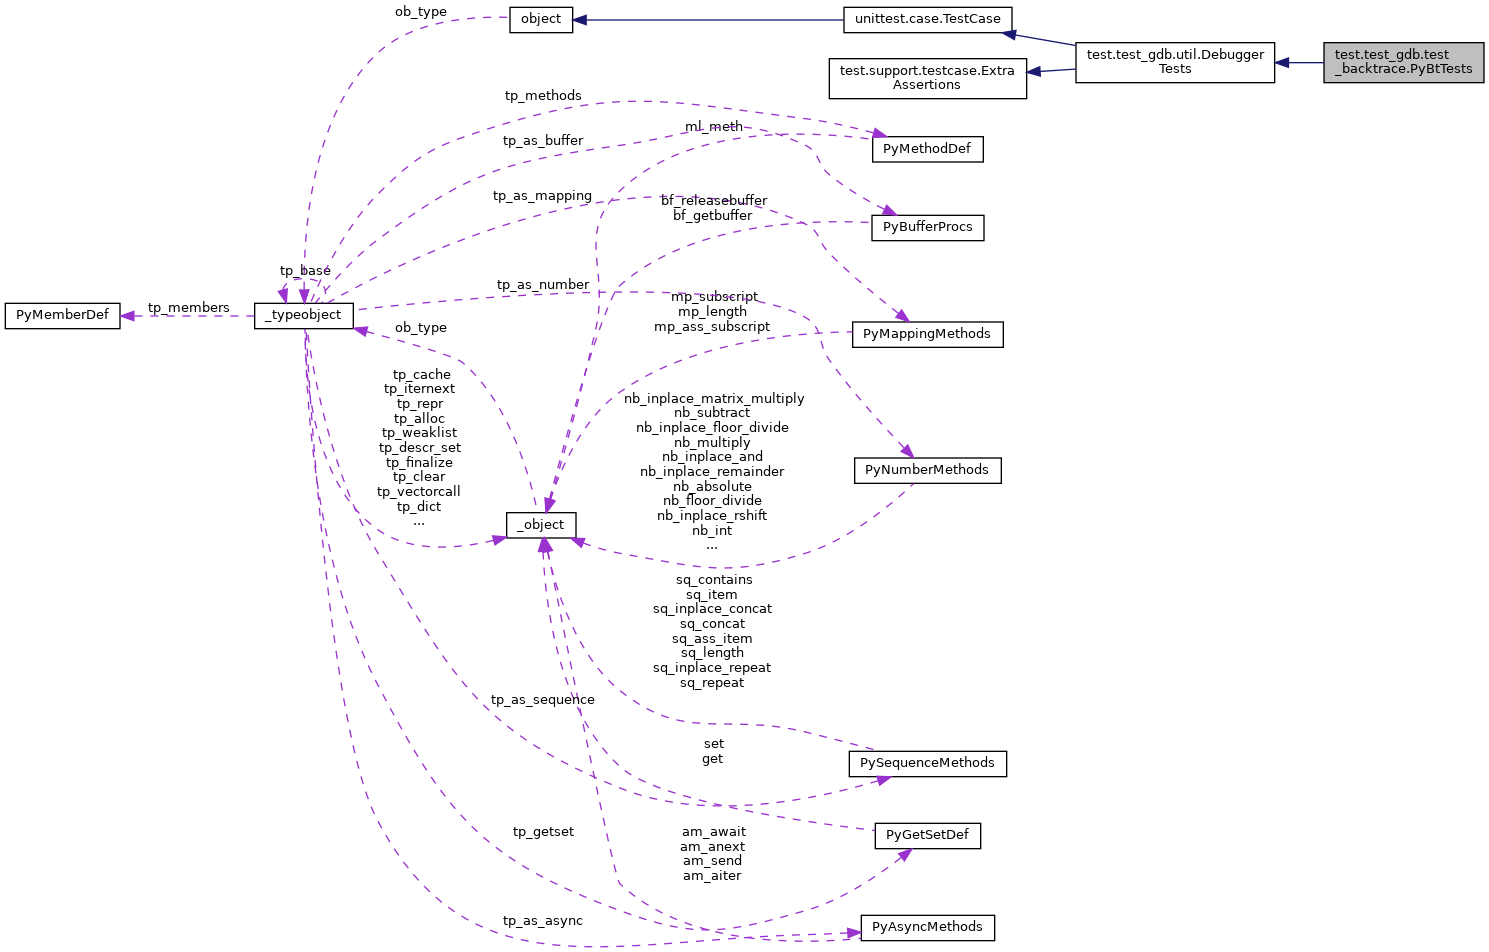 ob_type
object
unittest.case.TestCase
test.test_gdb.util.Debugger
Tests
test.test_gdb.test
_backtrace.PyBtTests
test.support.testcase.Extra
Assertions
tp_methods
ml_meth
tp_as_buffer
PyMethodDef
tp_as_mapping
bf_releasebuffer
bf_getbuffer
PyBufferProcs
tp_base
tp_as_number
mp_subscript
mp_length
mp_ass_subscript
PyMemberDef
tp_members
_typeobject
ob_type
PyMappingMethods
tp_cache
tp_iternext
tp_repr
tp_alloc
tp_weaklist
tp_descr_set
tp_finalize
tp_clear
tp_vectorcall
tp_dict
...
nb_inplace_matrix_multiply
nb_subtract
nb_inplace_floor_divide
nb_multiply
nb_inplace_and
nb_inplace_remainder
nb_absolute
nb_floor_divide
nb_inplace_rshift
nb_int
...
PyNumberMethods
_object
sq_contains
sq_item
sq_inplace_concat
sq_concat
sq_ass_item
sq_length
sq_inplace_repeat
sq_repeat
tp_as_sequence
set
get
PySequenceMethods
tp_getset
am_await
am_anext
am_send
am_aiter
PyGetSetDef
tp_as_async
PyAsyncMethods